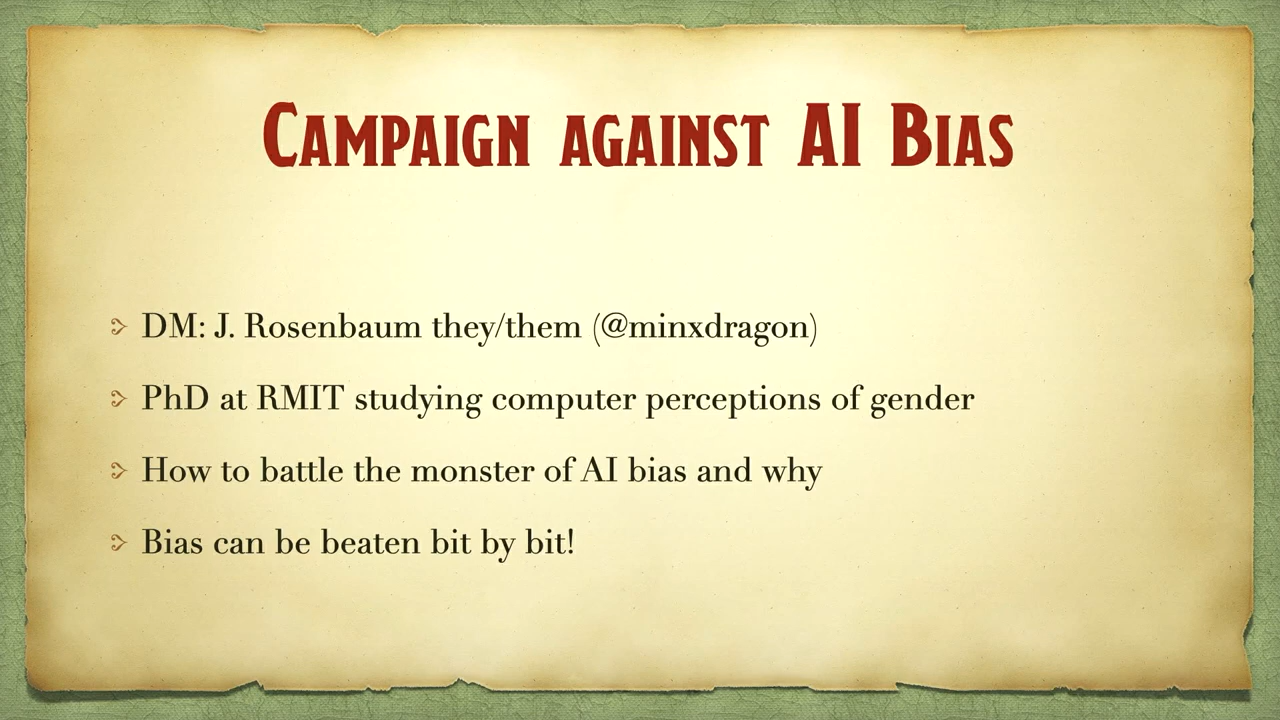 Campaign against AI Bias
DM: J. Rosenbaum they/them (@minxdragon)
PhD at RMIT studying computer perceptions of gender
How to battle the monster of AI bias and why
Bias can be beaten bit by bit!